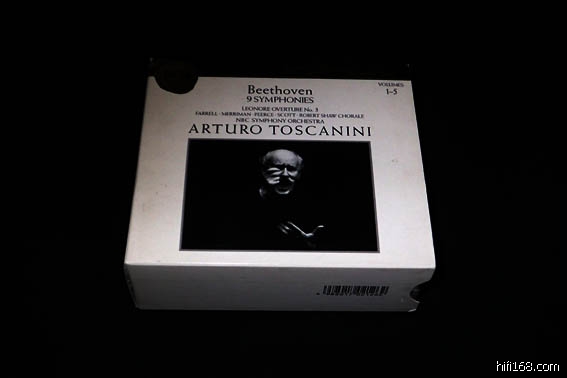 Beethoven
9 SYMPHONIES
LEONORE OVERTURE No. 3
FARRELL · MERRIMAN · PEERCE · SCOTT · ROBERT SHAW CHORALE
NBC SYMPHONY ORCHESTRA
ARTURO TOSCANINI
VOLUMES
1–5
hifi168.com